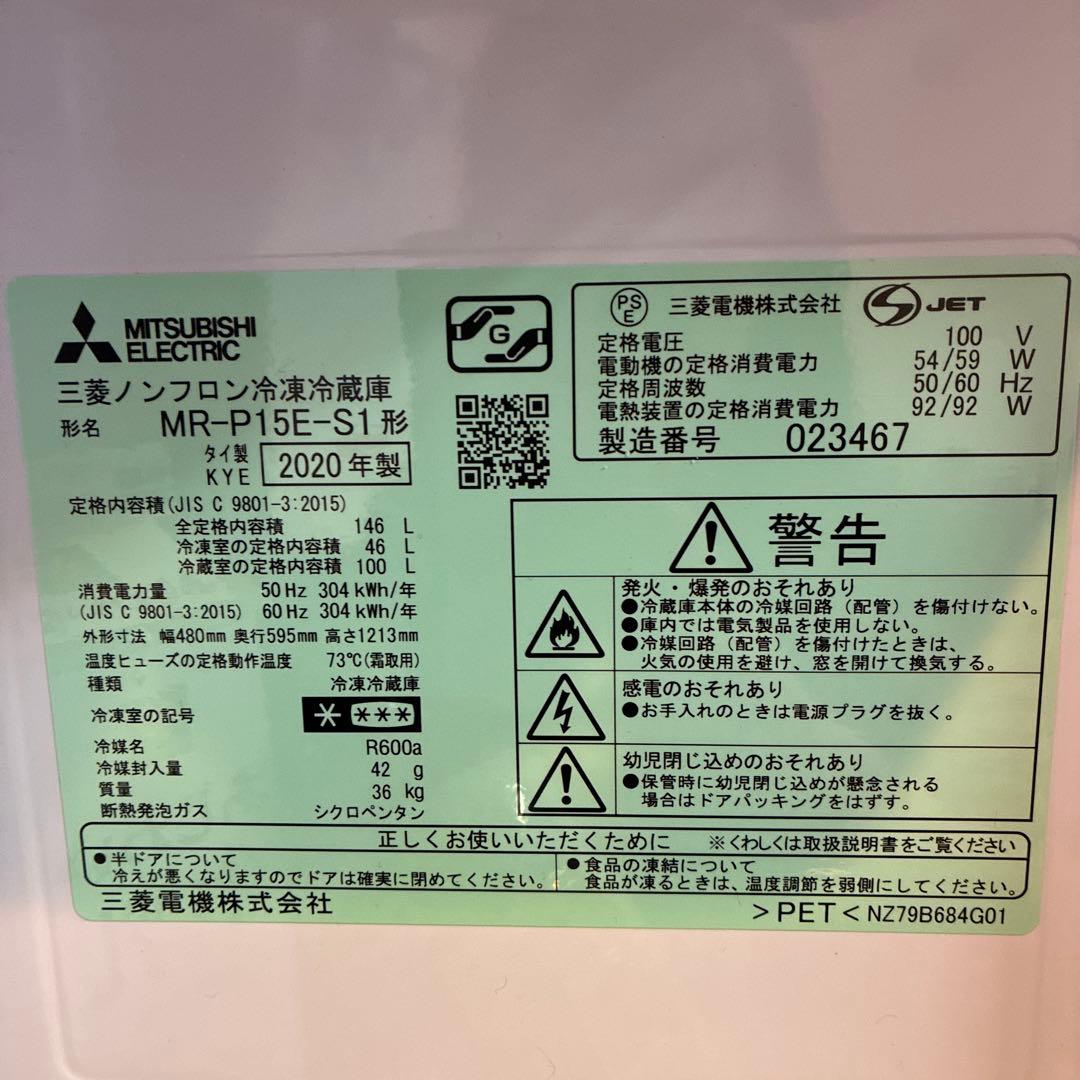 MITSUBISHI
ELECTRIC
三菱ノンフロン冷凍冷蔵庫
形名 MR-P15E-S1形
タイ製
KYE 2020年製
G
PS
E
三菱電機株式会社 JET
定格電圧 100 V
電動機の定格消費電力 54/59 W
定格周波数 50/60 Hz
電熱装置の定格消費電力 92/92 W
製造番号 023467
定格内容積(JIS C 9801-3:2015)
全定格内容積 146 L
冷凍室の定格内容積 46 L
冷蔵室の定格内容積 100 L
消費電力量 50Hz 304kWh/年
(JIS C 9801-3:2015) 60Hz 304kWh/年
外形寸法 幅480mm 奥行595mm 高さ1213mm
温度ヒューズの定格動作温度 73℃(霜取用)
種類 冷凍冷蔵庫
冷凍室の記号 * ***
冷媒名 R600a
冷媒封入量 42 g
質量 36 kg
断熱発泡ガス シクロペンタン
警告
発火・爆発のおそれあり
●冷蔵庫本体の冷媒回路（配管）を傷付けない。
●庫内では電気製品を使用しない。
●冷媒回路（配管）を傷付けたときは、
火気の使用を避け、窓を開けて換気する。
感電のおそれあり
●お手入れのときは電源プラグを抜く。
幼児閉じ込めのおそれあり
●保管時に幼児閉じ込めが懸念される
場合はドアパッキングをはずす。
正しくお使いいただくために ※くわしくは取扱説明書をご覧ください
●半ドアについて
冷えが悪くなりますのでドアは確実に閉めてください。
●食品の凍結について
食品が凍るときは、温度調節を弱側にしてください。
三菱電機株式会社
>PET< NZ79B684G01